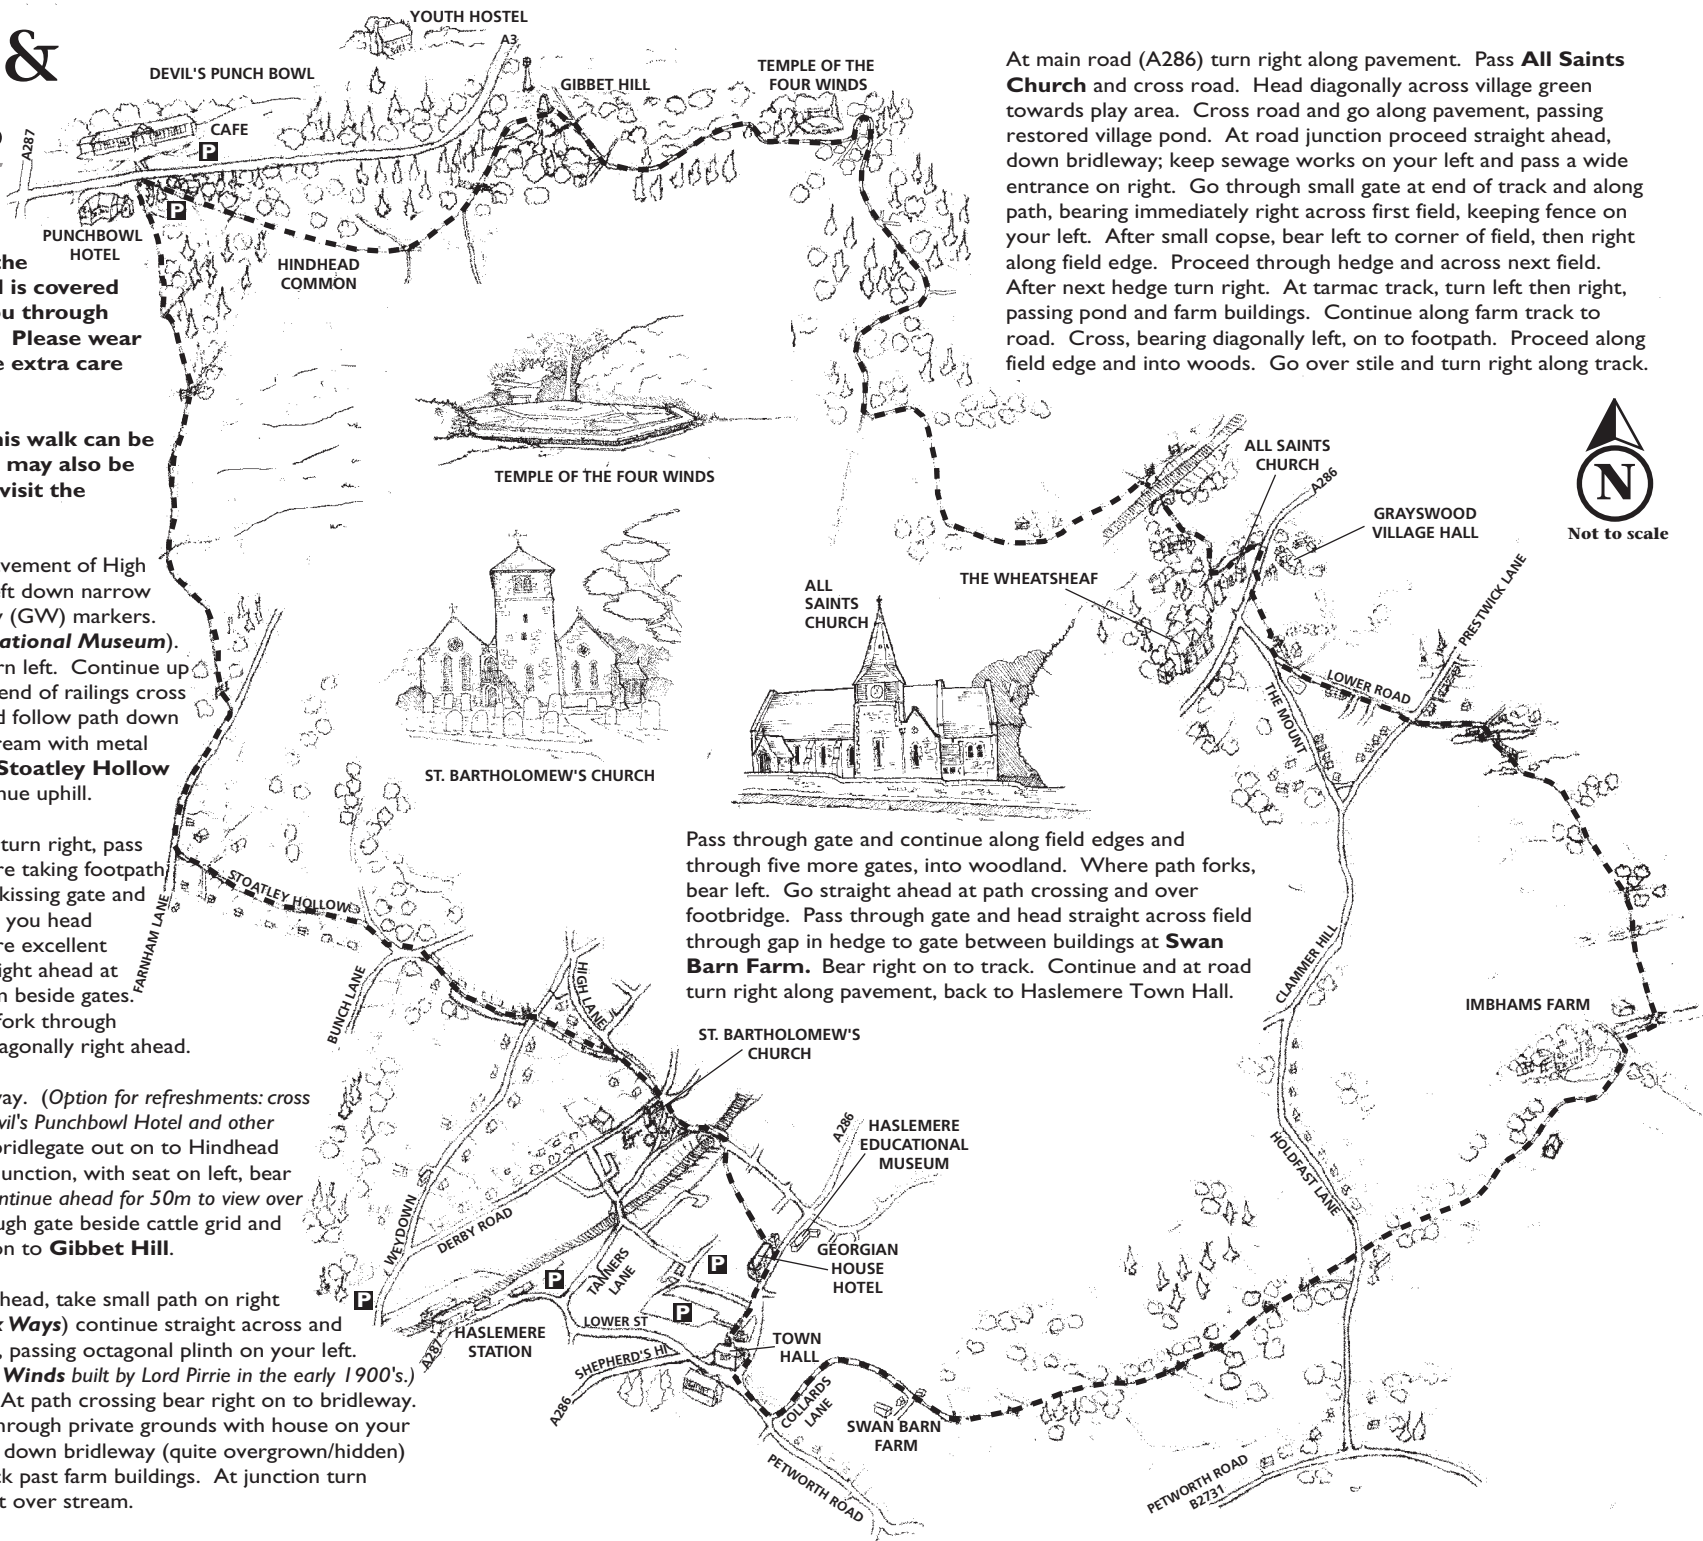 &
YOUTH HOSTEL
A3
DEVIL'S PUNCH BOWL
GIBBET HILL
TEMPLE OF THE
FOUR WINDS
CAFE
P
A287
P
PUNCHBOWL
HOTEL
HINDHEAD
COMMON
At main road (A286) turn right along pavement. Pass All Saints
Church and cross road. Head diagonally across village green
towards play area. Cross road and go along pavement, passing
restored village pond. At road junction proceed straight ahead,
down bridleway; keep sewage works on your left and pass a wide
entrance on right. Go through small gate at end of track and along
path, bearing immediately right across first field, keeping fence on
your left. After small copse, bear left to corner of field, then right
along field edge. Proceed through hedge and across next field.
After next hedge turn right. At tarmac track, turn left then right,
passing pond and farm buildings. Continue along farm track to
road. Cross, bearing diagonally left, on to footpath. Proceed along
field edge and into woods. Go over stile and turn right along track.
the
is covered
u through
Please wear
e extra care
his walk can be
may also be
visit the
vement of High
ft down narrow
(GW) markers.
ational Museum).
rn left. Continue up
end of railings cross
d follow path down
ream with metal
Stoatley Hollow
nue uphill.
turn right, pass
re taking footpath
kissing gate and
you head
re excellent
ight ahead at
n beside gates.
fork through
agonally right ahead.
vay. (Option for refreshments: cross
vil's Punchbowl Hotel and other
bridlegate out on to Hindhead
unction, with seat on left, bear
ontinue ahead for 50m to view over
ugh gate beside cattle grid and
on to Gibbet Hill.
head, take small path on right
x Ways) continue straight across and
, passing octagonal plinth on your left.
Winds built by Lord Pirrie in the early 1900's.)
At path crossing bear right on to bridleway.
hrough private grounds with house on your
down bridleway (quite overgrown/hidden)
ck past farm buildings. At junction turn
t over stream.
TEMPLE OF THE FOUR WINDS
ST. BARTHOLOMEW'S CHURCH
ALL
SAINTS
CHURCH
ALL SAINTS
CHURCH
A286
GRAYSWOOD
VILLAGE HALL
THE WHEATSHEAF
N
Not to scale
PRESTWICK LANE
LOWER ROAD
THE MOUNT
Pass through gate and continue along field edges and
through five more gates, into woodland. Where path forks,
bear left. Go straight ahead at path crossing and over
footbridge. Pass through gate and head straight across field
through gap in hedge to gate between buildings at Swan
Barn Farm. Bear right on to track. Continue and at road
turn right along pavement, back to Haslemere Town Hall.
STOATLEY HOLLOW
FARNHAM LANE
BUNCH LANE
HIGH LANE
CLAMMER HILL
IMBHAMS FARM
ST. BARTHOLOMEW'S
CHURCH
A286
HASLEMERE
EDUCATIONAL
MUSEUM
HOLDFAST LANE
WEYDOWN
DERBY ROAD
GEORGIAN
HOUSE
HOTEL
TANNERS
LANE
P
P
P
P
LOWER ST
HASLEMERE
STATION
A287
SHEPHERD'S HI
TOWN
HALL
A286
COLLARDS
LANE
SWAN BARN
FARM
PETWORTH ROAD
PETWORTH ROAD
B2731